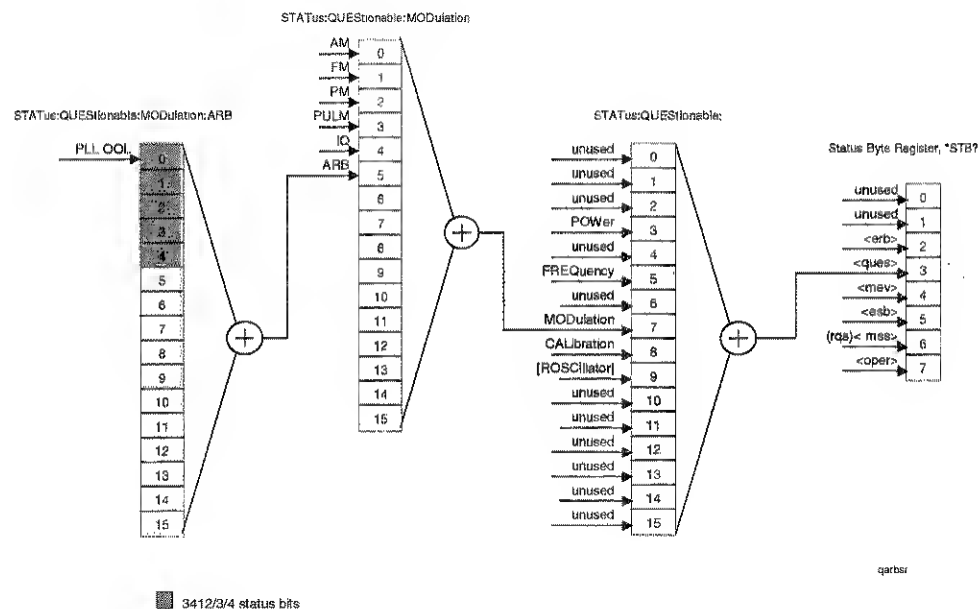 STATus:QUEStionable:MODulation
AM
0
FM
1
PM
2
PULM
3
IQ
4
ARB
5
6
7
8
9
10
11
12
13
14
15
STATus:QUEStionable:MODulation:ARB
PLL OOL
0
1
2
3
4
5
6
7
8
9
10
11
12
13
14
15
STATus:QUEStionable:
unused
0
unused
1
unused
2
POWer
3
unused
4
FREQuency
5
unused
6
MODulation
7
CALibration
8
[ROSCillator]
9
unused
10
unused
11
unused
12
unused
13
unused
14
unused
15
Status Byte Register, *STB?
unused
0
unused
1
<erb>
2
<ques>
3
<mev>
4
<esb>
5
(rqs)< mss>
6
<oper>
7
qarbsr
3412/3/4 status bits